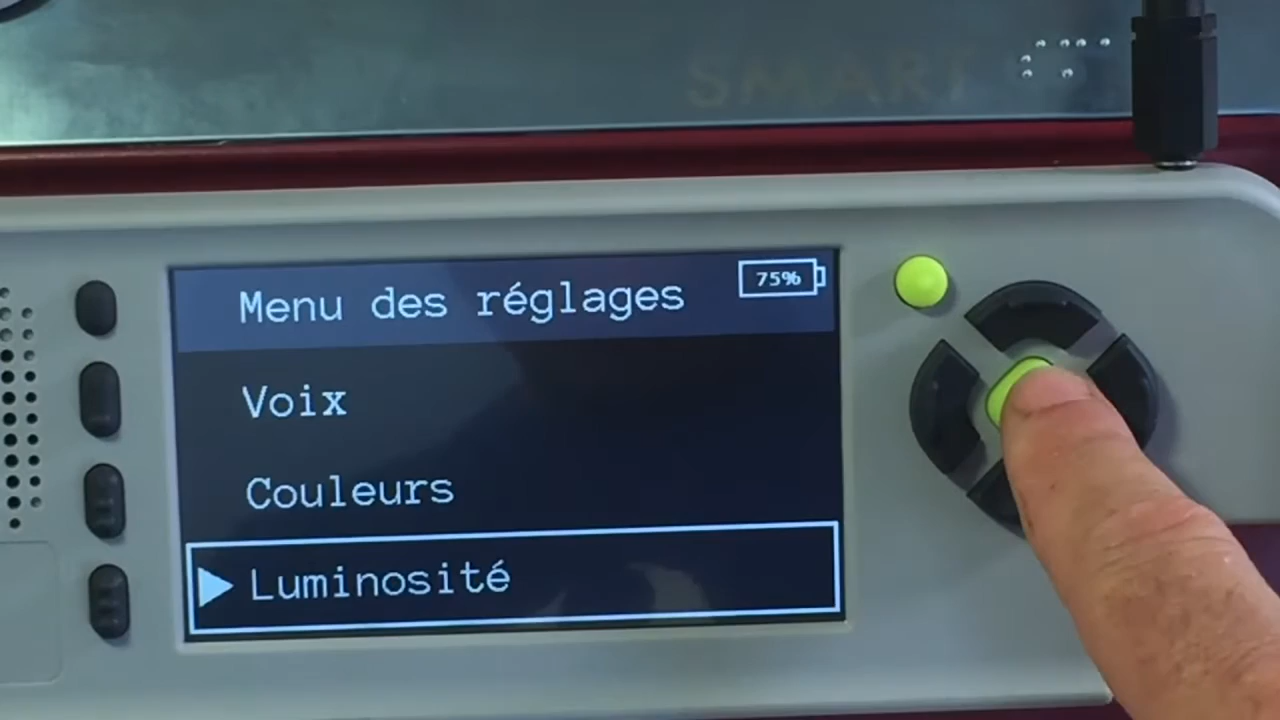 SMART
Menu des réglages
75%
Voix
Couleurs
Luminosité